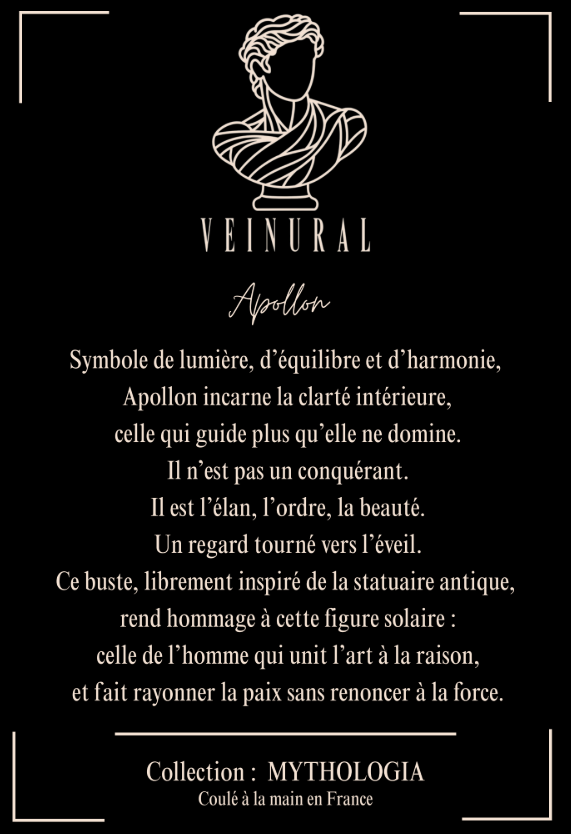 VEINURAL
Apollon
Symbole de lumière, d’équilibre et d’harmonie,
Apollon incarne la clarté intérieure,
celle qui guide plus qu’elle ne domine.
Il n’est pas un conquérant.
Il est l’élan, l’ordre, la beauté.
Un regard tourné vers l’éveil.
Ce buste, librement inspiré de la statuaire antique,
rend hommage à cette figure solaire :
celle de l’homme qui unit l’art à la raison,
et fait rayonner la paix sans renoncer à la force.
Collection : MYTHOLOGIA
Coulé à la main en France